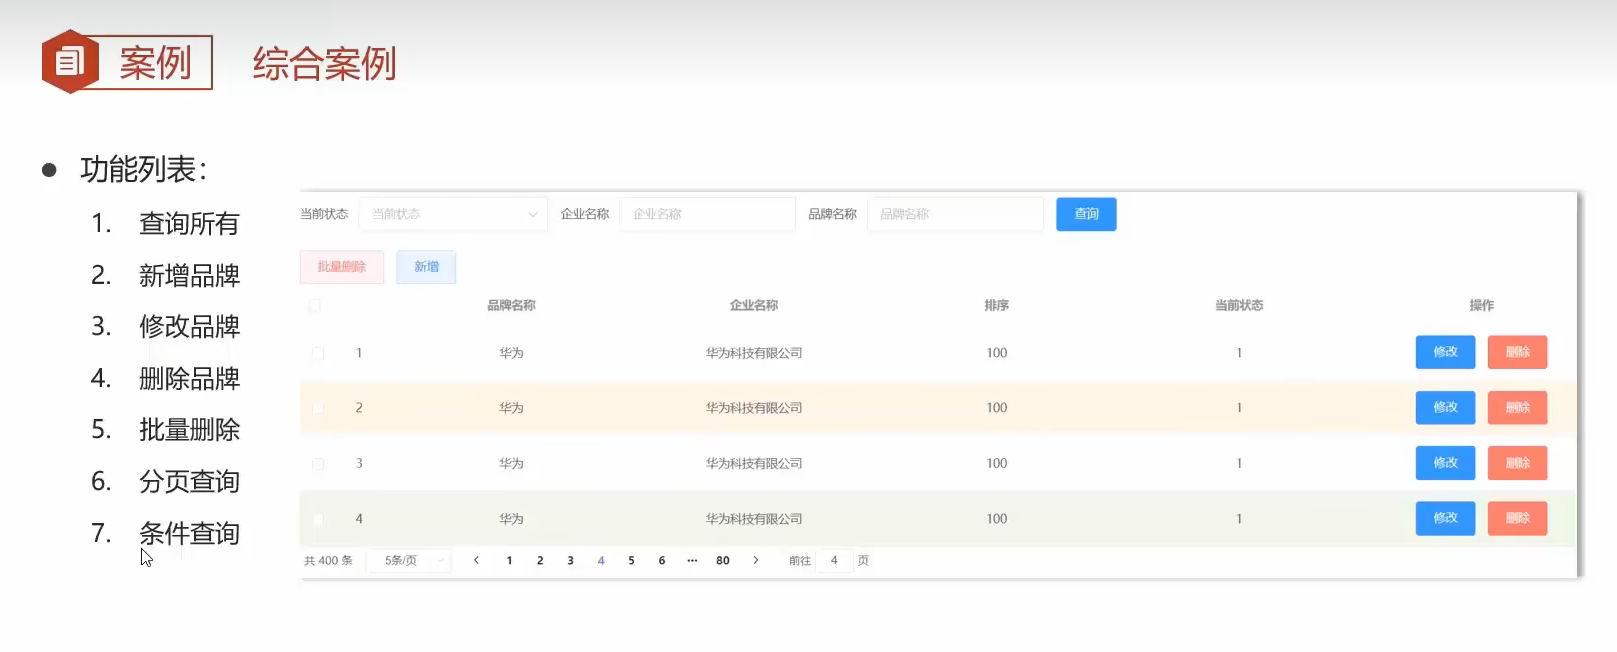 案例 综合案例
● 功能列表：
1. 查询所有
2. 新增品牌
3. 修改品牌
4. 删除品牌
5. 批量删除
6. 分页查询
7. 条件查询
当前状态 当前状态 企业名称 企业名称 品牌名称 品牌名称 查询
批量删除 新增
品牌名称 企业名称 排序 当前状态 操作
1 华为 华为科技有限公司 100 1 修改 删除
2 华为 华为科技有限公司 100 1 修改 删除
3 华为 华为科技有限公司 100 1 修改 删除
4 华为 华为科技有限公司 100 1 修改 删除
共 400 条 5条/页 < 1 2 3 4 5 6 ··· 80 > 前往 4 页